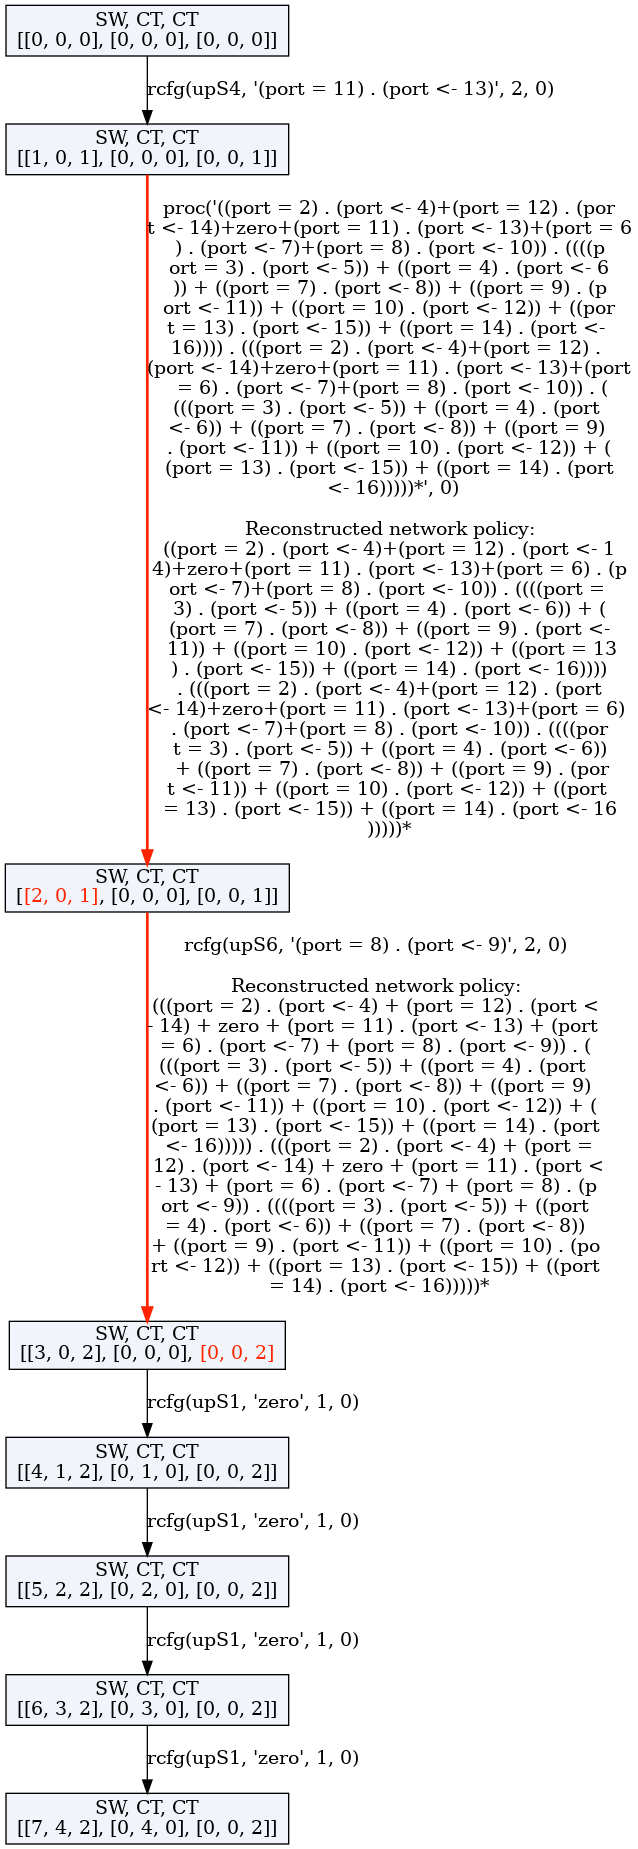 SW, CT, CT
[[0, 0, 0], [0, 0, 0], [0, 0, 0]]
rcfg(upS4, '(port = 11) . (port <- 13)', 2, 0)
SW, CT, CT
[[1, 0, 1], [0, 0, 0], [0, 0, 1]]
proc('((port = 2) . (port <- 4)+(port = 12) . (por
t <- 14)+zero+(port = 11) . (port <- 13)+(port = 6
) . (port <- 7)+(port = 8) . (port <- 10)) . ((((p
ort = 3) . (port <- 5)) + ((port = 4) . (port <- 6
)) + ((port = 7) . (port <- 8)) + ((port = 9) . (p
ort <- 11)) + ((port = 10) . (port <- 12)) + ((por
t = 13) . (port <- 15)) + ((port = 14) . (port <-
16)))) . (((port = 2) . (port <- 4)+(port = 12) .
(port <- 14)+zero+(port = 11) . (port <- 13)+(port
= 6) . (port <- 7)+(port = 8) . (port <- 10)) . (
(((port = 3) . (port <- 5)) + ((port = 4) . (port
<- 6)) + ((port = 7) . (port <- 8)) + ((port = 9)
. (port <- 11)) + ((port = 10) . (port <- 12)) + (
(port = 13) . (port <- 15)) + ((port = 14) . (port
<- 16)))))*', 0)
Reconstructed network policy:
((port = 2) . (port <- 4)+(port = 12) . (port <- 1
4)+zero+(port = 11) . (port <- 13)+(port = 6) . (p
ort <- 7)+(port = 8) . (port <- 10)) . ((((port =
3) . (port <- 5)) + ((port = 4) . (port <- 6)) + (
(port = 7) . (port <- 8)) + ((port = 9) . (port <-
11)) + ((port = 10) . (port <- 12)) + ((port = 13
) . (port <- 15)) + ((port = 14) . (port <- 16))))
. (((port = 2) . (port <- 4)+(port = 12) . (port
<- 14)+zero+(port = 11) . (port <- 13)+(port = 6)
. (port <- 7)+(port = 8) . (port <- 10)) . ((((por
t = 3) . (port <- 5)) + ((port = 4) . (port <- 6))
+ ((port = 7) . (port <- 8)) + ((port = 9) . (por
t <- 11)) + ((port = 10) . (port <- 12)) + ((port
= 13) . (port <- 15)) + ((port = 14) . (port <- 16
)))))*
SW, CT, CT
[[2, 0, 1], [0, 0, 0], [0, 0, 1]]
rcfg(upS6, '(port = 8) . (port <- 9)', 2, 0)
Reconstructed network policy:
(((port = 2) . (port <- 4) + (port = 12) . (port <
- 14) + zero + (port = 11) . (port <- 13) + (port
= 6) . (port <- 7) + (port = 8) . (port <- 9)) . (
(((port = 3) . (port <- 5)) + ((port = 4) . (port
<- 6)) + ((port = 7) . (port <- 8)) + ((port = 9)
. (port <- 11)) + ((port = 10) . (port <- 12)) + (
(port = 13) . (port <- 15)) + ((port = 14) . (port
<- 16))))) . (((port = 2) . (port <- 4) + (port =
12) . (port <- 14) + zero + (port = 11) . (port <
- 13) + (port = 6) . (port <- 7) + (port = 8) . (p
ort <- 9)) . ((((port = 3) . (port <- 5)) + ((port
= 4) . (port <- 6)) + ((port = 7) . (port <- 8))
+ ((port = 9) . (port <- 11)) + ((port = 10) . (po
rt <- 12)) + ((port = 13) . (port <- 15)) + ((port
= 14) . (port <- 16)))))*
SW, CT, CT
[[3, 0, 2], [0, 0, 0], [0, 0, 2]
rcfg(upS1, 'zero', 1, 0)
SW, CT, CT
[[4, 1, 2], [0, 1, 0], [0, 0, 2]]
rcfg(upS1, 'zero', 1, 0)
SW, CT, CT
[[5, 2, 2], [0, 2, 0], [0, 0, 2]]
rcfg(upS1, 'zero', 1, 0)
SW, CT, CT
[[6, 3, 2], [0, 3, 0], [0, 0, 2]]
rcfg(upS1, 'zero', 1, 0)
SW, CT, CT
[[7, 4, 2], [0, 4, 0], [0, 0, 2]]